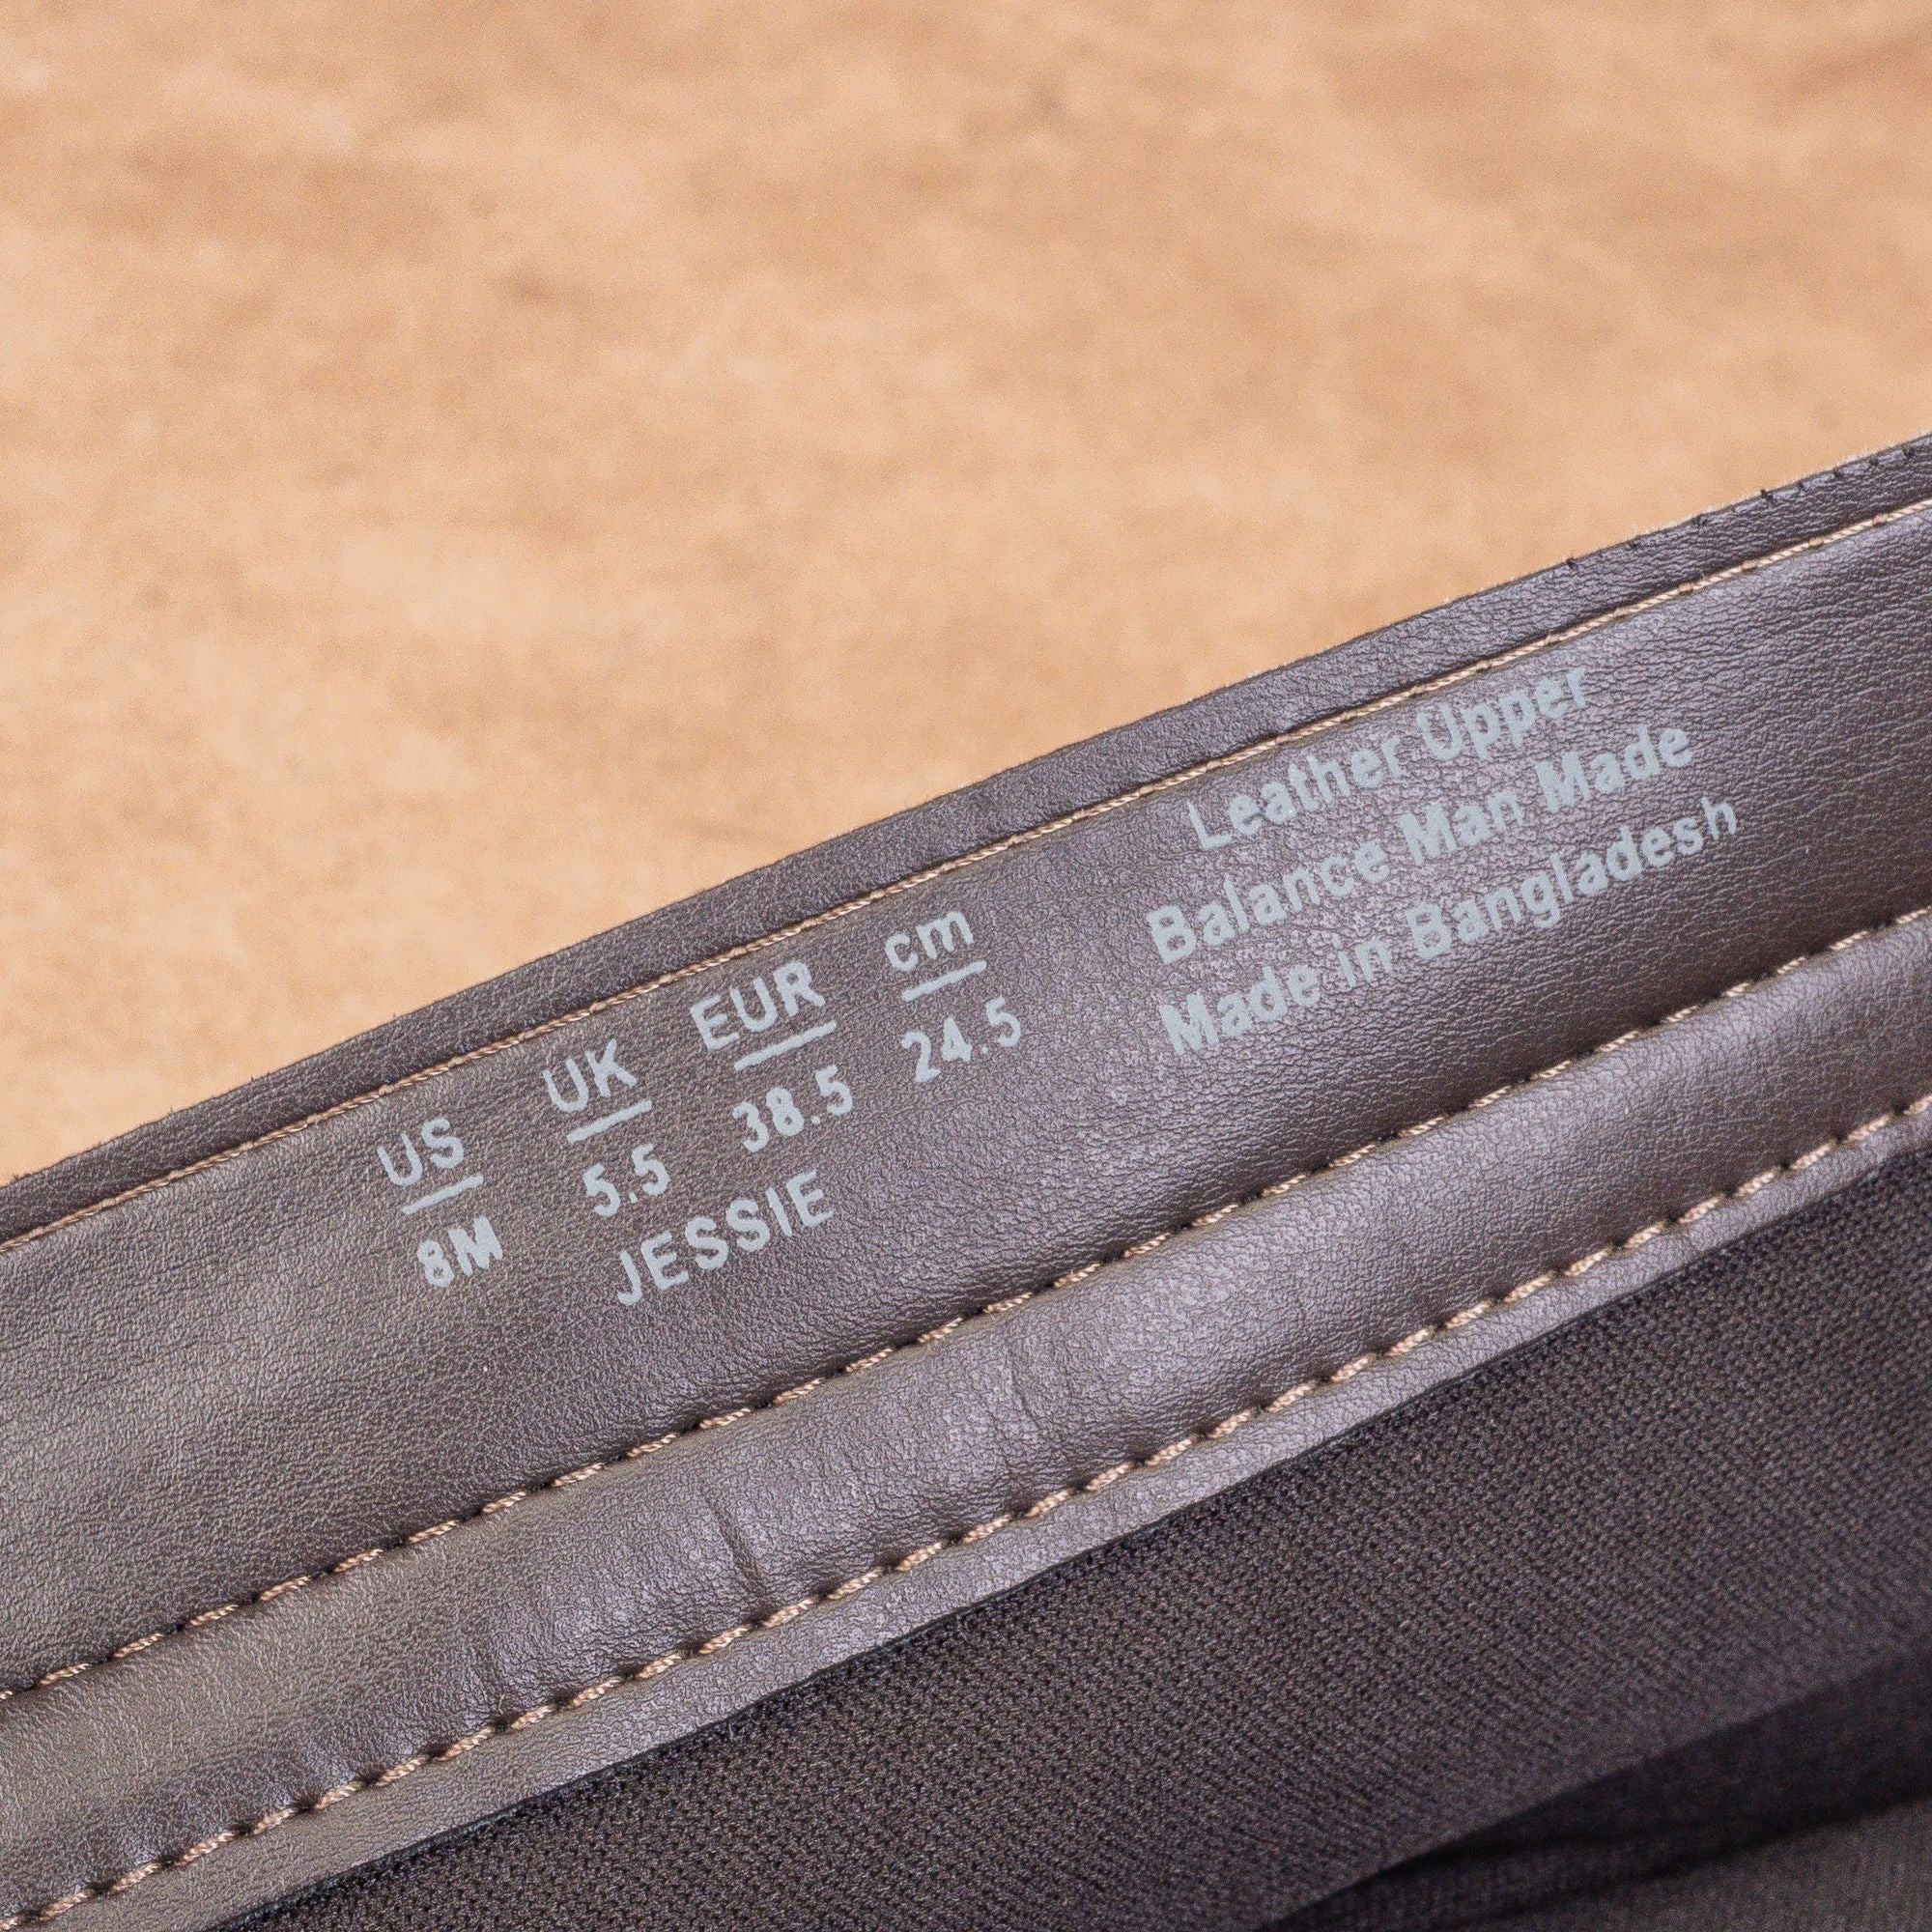 US UK EUR cm
8M 5.5 38.5 24.5
JESSIE
Leather Upper
Balance Man Made
Made in Bangladesh